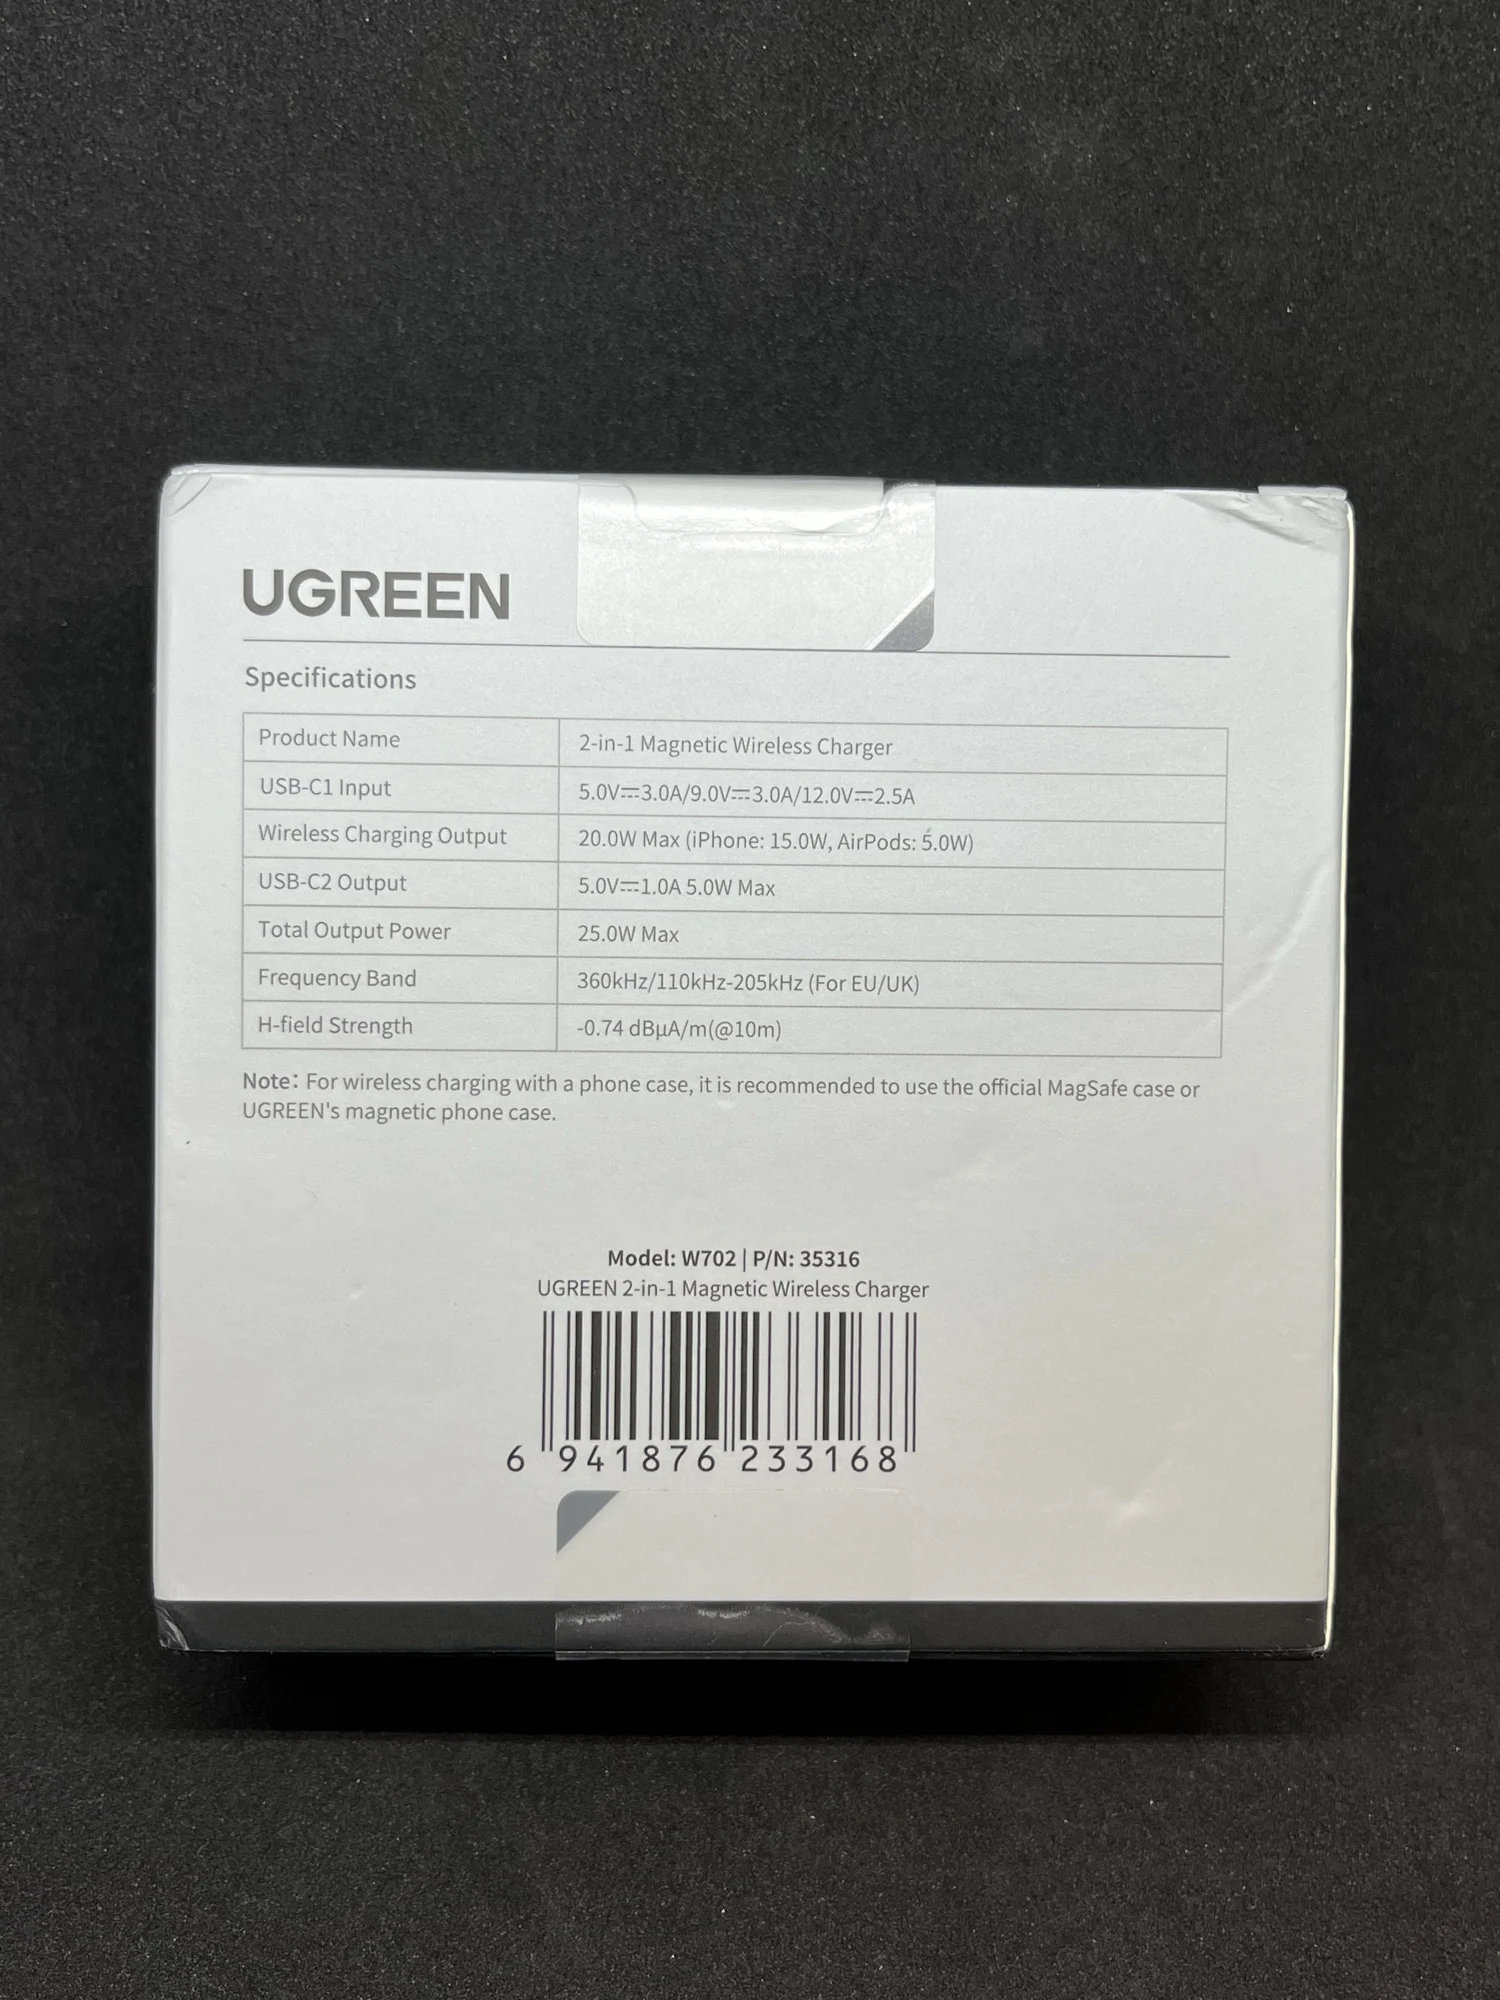 UGREEN
Specifications
Product Name 2-in-1 Magnetic Wireless Charger
USB-C1 Input 5.0V⎓3.0A/9.0V⎓3.0A/12.0V⎓2.5A
Wireless Charging Output 20.0W Max (iPhone: 15.0W, AirPods: 5.0W)
USB-C2 Output 5.0V⎓1.0A 5.0W Max
Total Output Power 25.0W Max
Frequency Band 360kHz/110kHz-205kHz (For EU/UK)
H-field Strength -0.74 dBμA/m(@10m)
Note: For wireless charging with a phone case, it is recommended to use the official MagSafe case or
UGREEN's magnetic phone case.
Model: W702 | P/N: 35316
UGREEN 2-in-1 Magnetic Wireless Charger
6 941876 233168